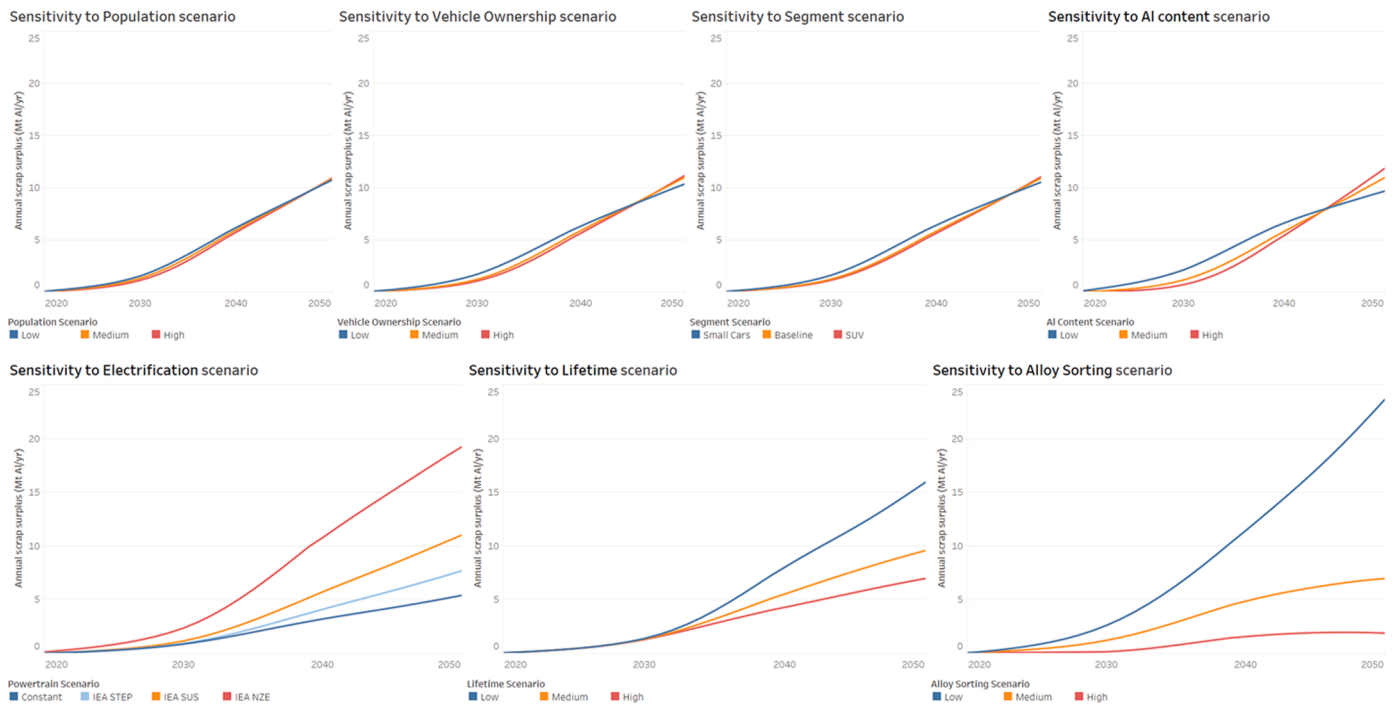 Sensitivity to Population scenario
Annual scrap surplus (Mt Al/yr)
25
20
15
10
5
0
2020 2030 2040 2050
Population Scenario
Low Medium High
Sensitivity to Vehicle Ownership scenario
Annual scrap surplus (Mt Al/yr)
25
20
15
10
5
0
2020 2030 2040 2050
Vehicle Ownership Scenario
Low Medium High
Sensitivity to Segment scenario
Annual scrap surplus (Mt Al/yr)
25
20
15
10
5
0
2020 2030 2040 2050
Segment Scenario
Small Cars Baseline SUV
Sensitivity to Al content scenario
Annual scrap surplus (Mt Al/yr)
25
20
15
10
5
0
2020 2030 2040 2050
Al Content Scenario
Low Medium High
Sensitivity to Electrification scenario
Annual scrap surplus (Mt Al/yr)
25
20
15
10
5
0
2020 2030 2040 2050
Powertrain Scenario
Constant IEA STEP IEA SUS IEA NZE
Sensitivity to Lifetime scenario
Annual scrap surplus (Mt Al/yr)
25
20
15
10
5
0
2020 2030 2040 2050
Lifetime Scenario
Low Medium High
Sensitivity to Alloy Sorting scenario
Annual scrap surplus (Mt Al/yr)
25
20
15
10
5
0
2020 2030 2040 2050
Alloy Sorting Scenario
Low Medium High